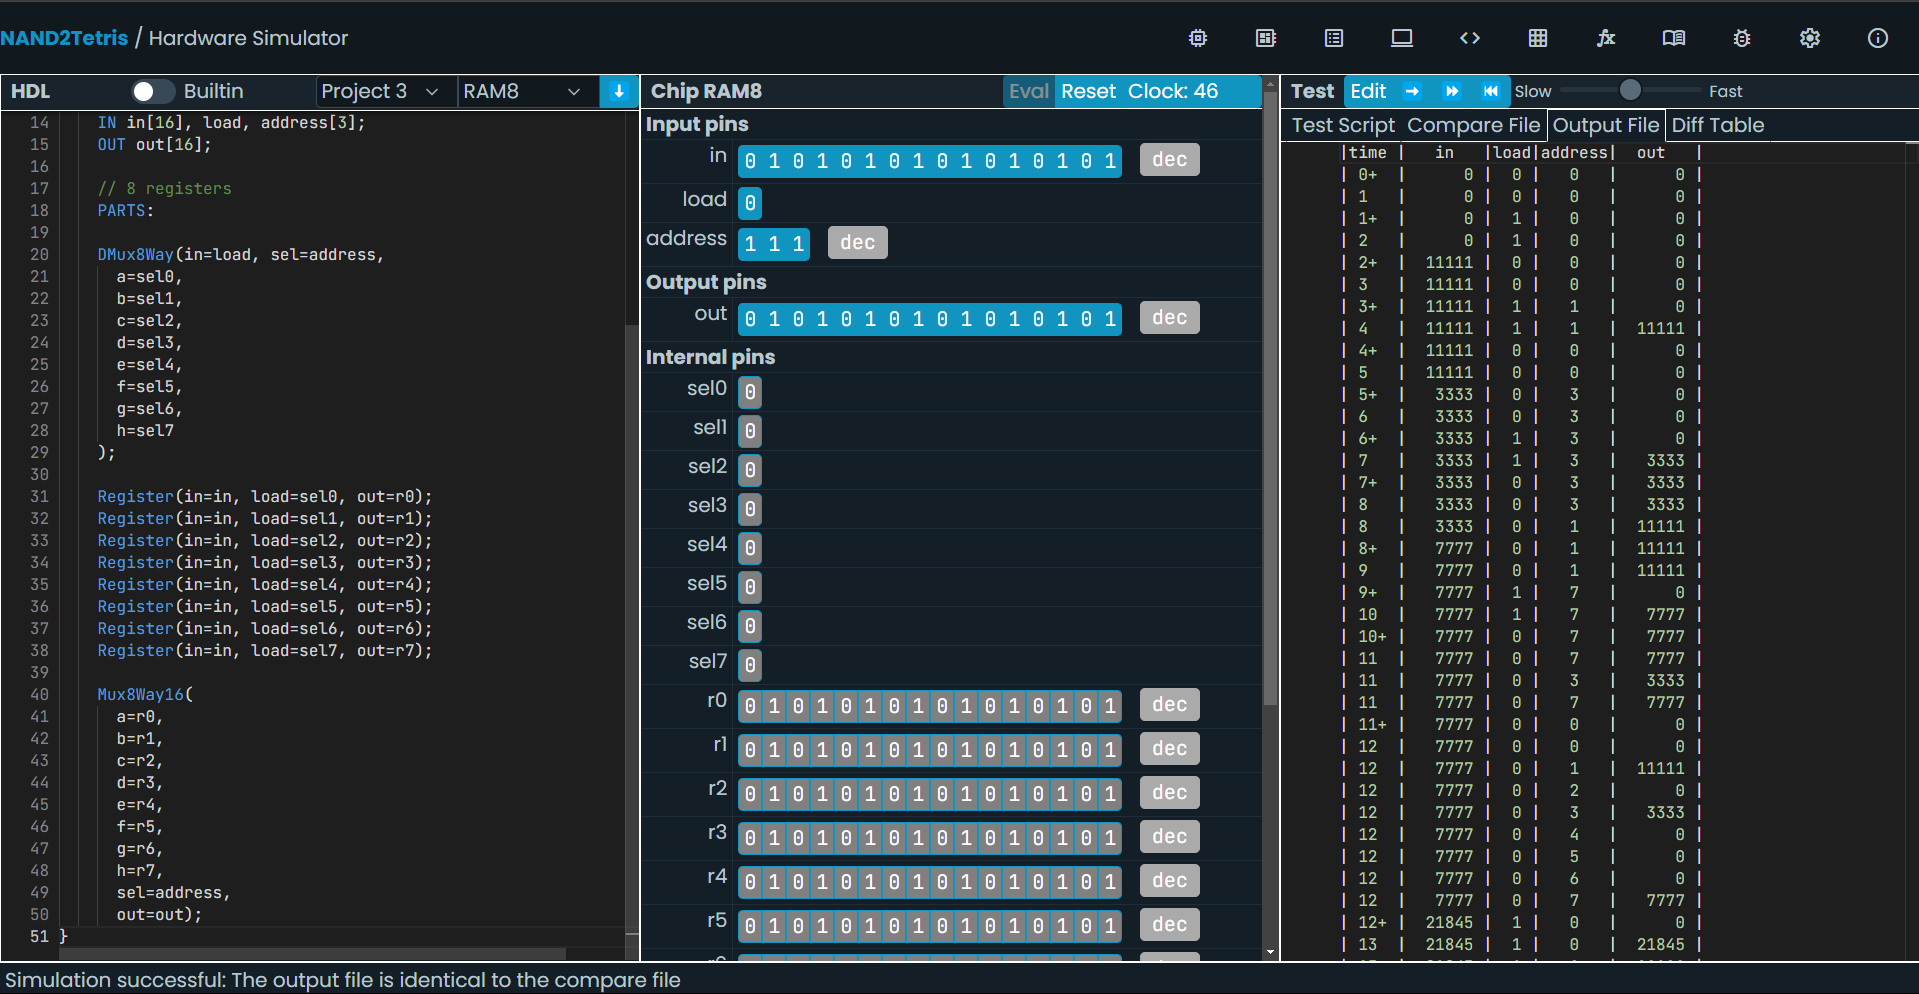 NAND2Tetris / Hardware Simulator
HDL Builtin Project 3 RAM8
14 IN in[16], load, address[3];
15 OUT out[16];
16
17 // 8 registers
18 PARTS:
19
20 DMux8Way(in=load, sel=address,
21 a=sel0,
22 b=sel1,
23 c=sel2,
24 d=sel3,
25 e=sel4,
26 f=sel5,
27 g=sel6,
28 h=sel7
29 );
30
31 Register(in=in, load=sel0, out=r0);
32 Register(in=in, load=sel1, out=r1);
33 Register(in=in, load=sel2, out=r2);
34 Register(in=in, load=sel3, out=r3);
35 Register(in=in, load=sel4, out=r4);
36 Register(in=in, load=sel5, out=r5);
37 Register(in=in, load=sel6, out=r6);
38 Register(in=in, load=sel7, out=r7);
39
40 Mux8Way16(
41 a=r0,
42 b=r1,
43 c=r2,
44 d=r3,
45 e=r4,
46 f=r5,
47 g=r6,
48 h=r7,
49 sel=address,
50 out=out);
51 }
Chip RAM8 Eval Reset Clock: 46
Input pins
in 0 1 0 1 0 1 0 1 0 1 0 1 0 1 0 1 dec
load 0
address 1 1 1 dec
Output pins
out 0 1 0 1 0 1 0 1 0 1 0 1 0 1 0 1 dec
Internal pins
sel0 0
sel1 0
sel2 0
sel3 0
sel4 0
sel5 0
sel6 0
sel7 0
r0 0 1 0 1 0 1 0 1 0 1 0 1 0 1 0 1 dec
r1 0 1 0 1 0 1 0 1 0 1 0 1 0 1 0 1 dec
r2 0 1 0 1 0 1 0 1 0 1 0 1 0 1 0 1 dec
r3 0 1 0 1 0 1 0 1 0 1 0 1 0 1 0 1 dec
r4 0 1 0 1 0 1 0 1 0 1 0 1 0 1 0 1 dec
r5 0 1 0 1 0 1 0 1 0 1 0 1 0 1 0 1 dec
Test Edit Slow Fast
Test Script Compare File Output File Diff Table
|time | in |load|address| out |
| 0+ | 0 | 0 | 0 | 0 |
| 1 | 0 | 0 | 0 | 0 |
| 1+ | 0 | 1 | 0 | 0 |
| 2 | 0 | 1 | 0 | 0 |
| 2+ | 11111 | 0 | 0 | 0 |
| 3 | 11111 | 0 | 0 | 0 |
| 3+ | 11111 | 1 | 1 | 0 |
| 4 | 11111 | 1 | 1 | 11111 |
| 4+ | 11111 | 0 | 0 | 0 |
| 5 | 11111 | 0 | 0 | 0 |
| 5+ | 3333 | 0 | 3 | 0 |
| 6 | 3333 | 0 | 3 | 0 |
| 6+ | 3333 | 1 | 3 | 0 |
| 7 | 3333 | 1 | 3 | 3333 |
| 7+ | 3333 | 0 | 3 | 3333 |
| 8 | 3333 | 0 | 3 | 3333 |
| 8 | 3333 | 0 | 1 | 11111 |
| 8+ | 7777 | 0 | 1 | 11111 |
| 9 | 7777 | 0 | 1 | 11111 |
| 9+ | 7777 | 1 | 7 | 0 |
| 10 | 7777 | 1 | 7 | 7777 |
| 10+ | 7777 | 0 | 7 | 7777 |
| 11 | 7777 | 0 | 7 | 7777 |
| 11 | 7777 | 0 | 3 | 3333 |
| 11 | 7777 | 0 | 7 | 7777 |
| 11+ | 7777 | 0 | 0 | 0 |
| 12 | 7777 | 0 | 0 | 0 |
| 12 | 7777 | 0 | 1 | 11111 |
| 12 | 7777 | 0 | 2 | 0 |
| 12 | 7777 | 0 | 3 | 3333 |
| 12 | 7777 | 0 | 4 | 0 |
| 12 | 7777 | 0 | 5 | 0 |
| 12 | 7777 | 0 | 6 | 0 |
| 12 | 7777 | 0 | 7 | 7777 |
| 12+ | 21845 | 1 | 0 | 0 |
| 13 | 21845 | 1 | 0 | 21845 |
Simulation successful: The output file is identical to the compare file